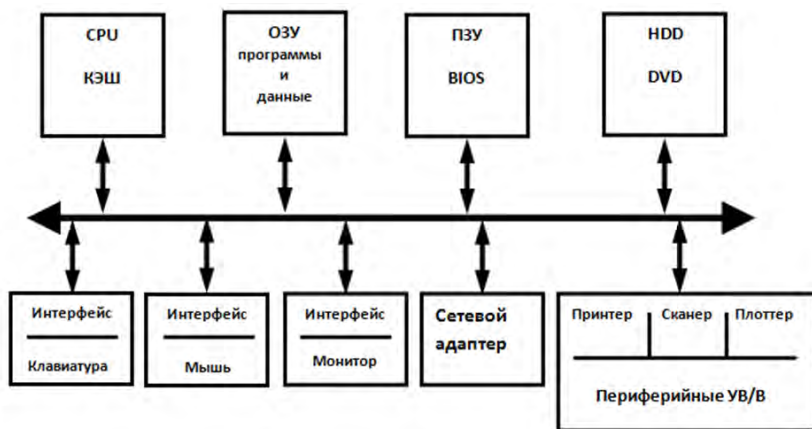 CPU
КЭШ
ОЗУ
программы
и
данные
ПЗУ
BIOS
HDD
DVD
Интерфейс
Клавиатура
Интерфейс
Мышь
Интерфейс
Монитор
Сетевой
адаптер
Принтер Сканер Плоттер
Периферийные УВ/В